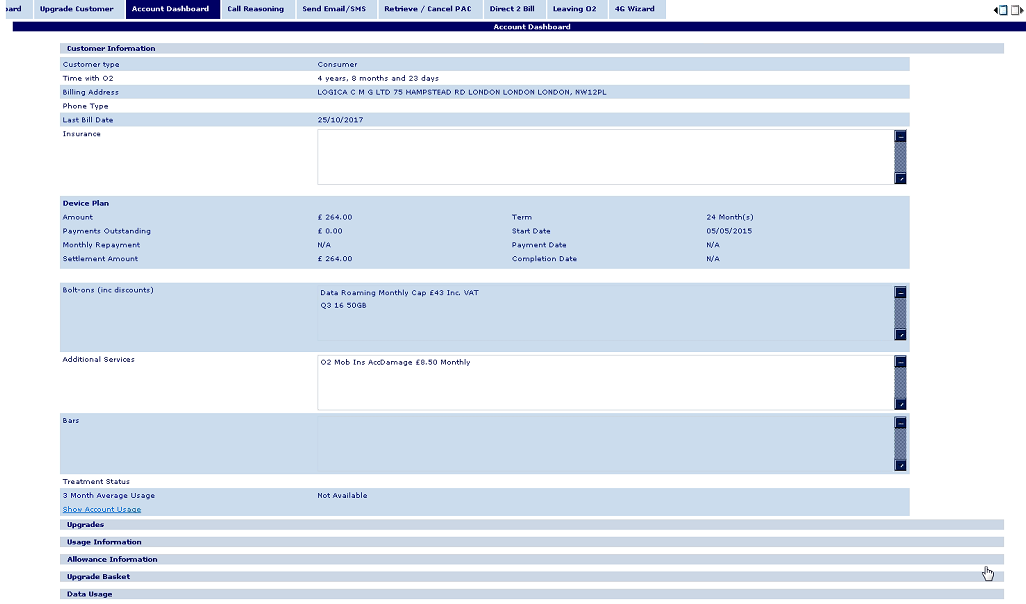 ard Upgrade Customer Account Dashboard Call Reasoning Send Email/SMS Retrieve / Cancel PAC Direct 2 Bill Leaving O2 4G Wizard
Account Dashboard
Customer Information
Customer type Consumer
Time with O2 4 years, 8 months and 23 days
Billing Address LOGICA C M G LTD 75 HAMPSTEAD RD LONDON LONDON LONDON, NW12PL
Phone Type
Last Bill Date 25/10/2017
Insurance
Device Plan
Amount £ 264.00 Term 24 Month(s)
Payments Outstanding £ 0.00 Start Date 05/05/2015
Monthly Repayment N/A Payment Date N/A
Settlement Amount £ 264.00 Completion Date N/A
Bolt-ons (inc discounts) Data Roaming Monthly Cap £43 Inc. VAT
Q3 16 50GB
Additional Services O2 Mob Ins AccDamage £8.50 Monthly
Bars
Treatment Status
3 Month Average Usage Not Available
Show Account Usage
Upgrades
Usage Information
Allowance Information
Upgrade Basket
Data Usage